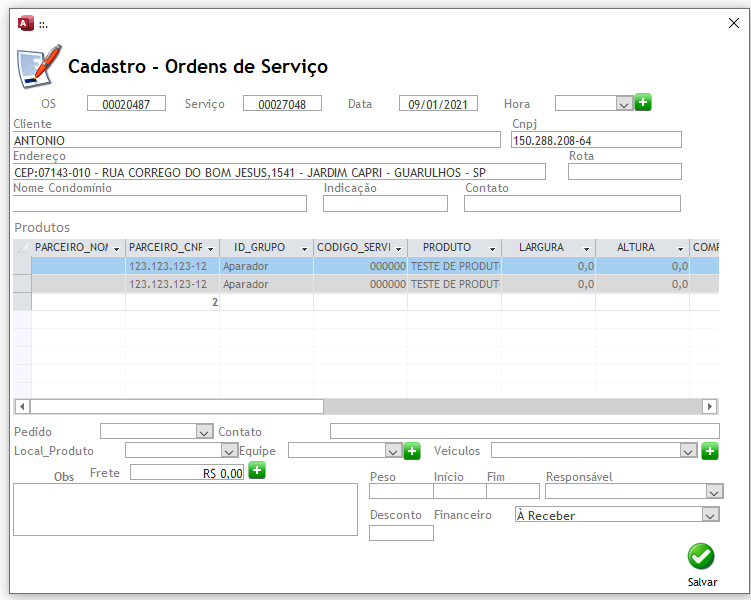 ::.
Cadastro - Ordens de Serviço
OS 00020487 Serviço 00027048 Data 09/01/2021 Hora
Cliente Cnpj
ANTONIO 150.288.208-64
Endereço Rota
CEP:07143-010 - RUA CORREGO DO BOM JESUS,1541 - JARDIM CAPRI - GUARULHOS - SP
Nome Condomínio Indicação Contato
Produtos
PARCEIRO_NOM PARCEIRO_CNP ID_GRUPO CODIGO_SERVI PRODUTO LARGURA ALTURA COMP
123.123.123-12 Aparador 000000 TESTE DE PRODUT 0,0 0,0
123.123.123-12 Aparador 000000 TESTE DE PRODUT 0,0 0,0
2
Pedido Contato
Local_Produto Equipe Veiculos
Obs Frete R$ 0,00
Peso Início Fim Responsável
Desconto Financeiro À Receber
Salvar